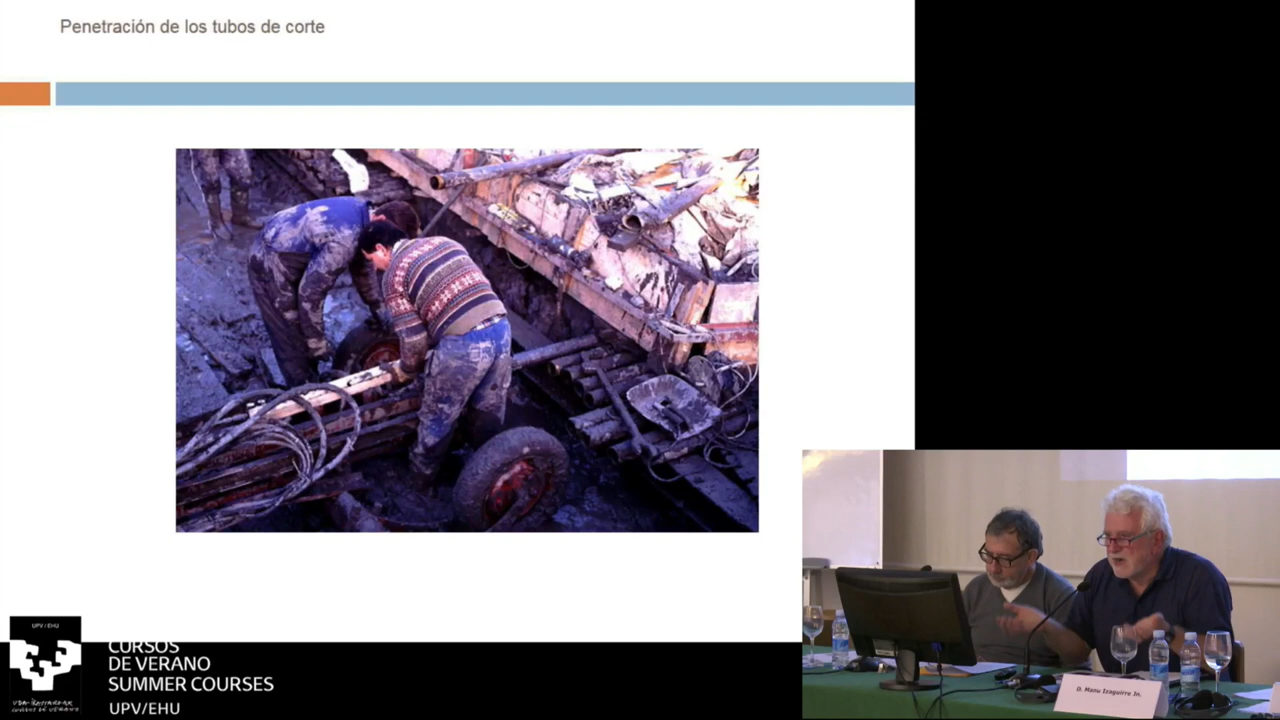 Penetración de los tubos de corte
UPV / EHU
CURSOS
DE VERANO
SUMMER COURSES
UPV/EHU
D. Manu Izaguirre Jn.